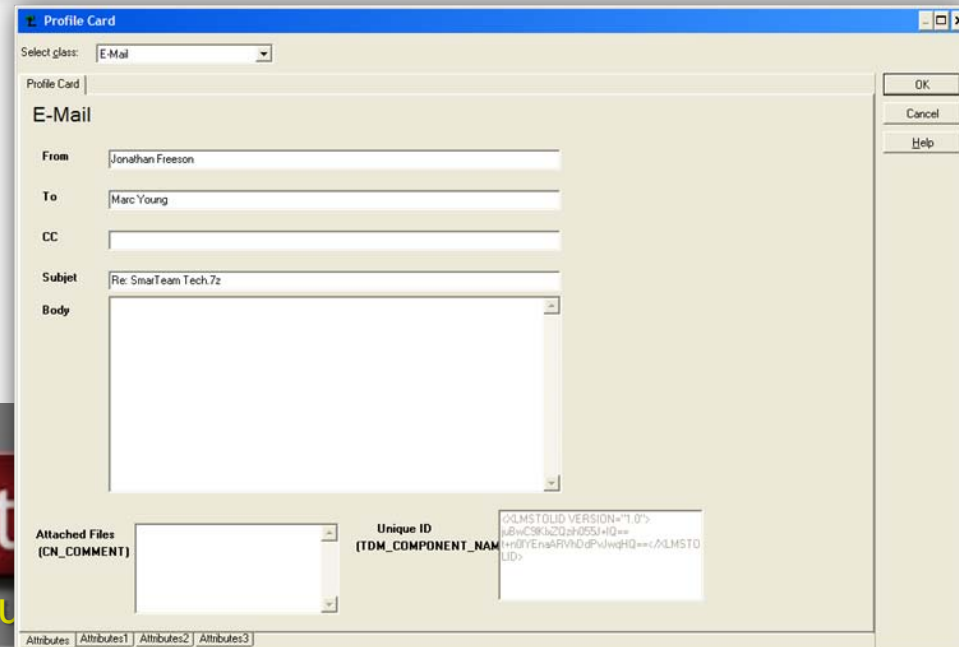 Profile Card
Select class: E-Mail
Profile Card
OK
E-Mail
Cancel
Help
From Jonathan Freeson
To Marc Young
CC
Subjet Re: SmarTeam Tech.7z
Body
Attached Files
(CN_COMMENT)
Unique ID
(TDM_COMPONENT_NAM
VERSION="1.0">
Attributes Attributes1 Attributes2 Attributes3